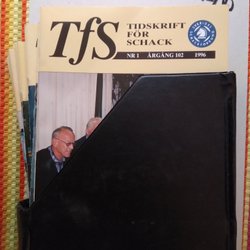 TfS
TIDSKRIFT
FÖR
SCHACK
NR 1 ÅRGÅNG 102 1996